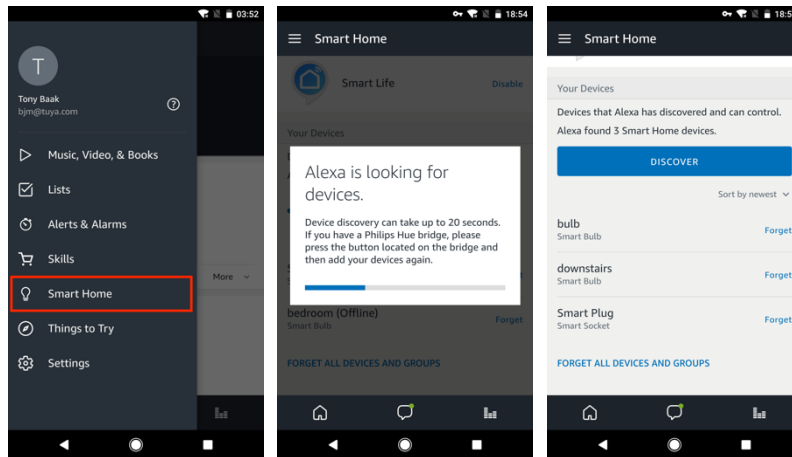 03:52
T
Tony Baak
bjm@tuya.com
Music, Video, & Books
Lists
Alerts & Alarms
Skills
More
Smart Home
Things to Try
Settings
18:54
Smart Home
Smart Life
Disable
Your Devices
Alexa is looking for
devices.
Device discovery can take up to 20 seconds.
If you have a Philips Hue bridge, please
press the button located on the bridge and
then add your devices again.
bedroom (Offline)
Smart Bulb
Forget
FORGET ALL DEVICES AND GROUPS
18:5
Smart Home
Your Devices
Devices that Alexa has discovered and can control.
Alexa found 3 Smart Home devices.
DISCOVER
Sort by newest
bulb
Smart Bulb
Forget
downstairs
Smart Bulb
Forget
Smart Plug
Smart Socket
Forget
FORGET ALL DEVICES AND GROUPS